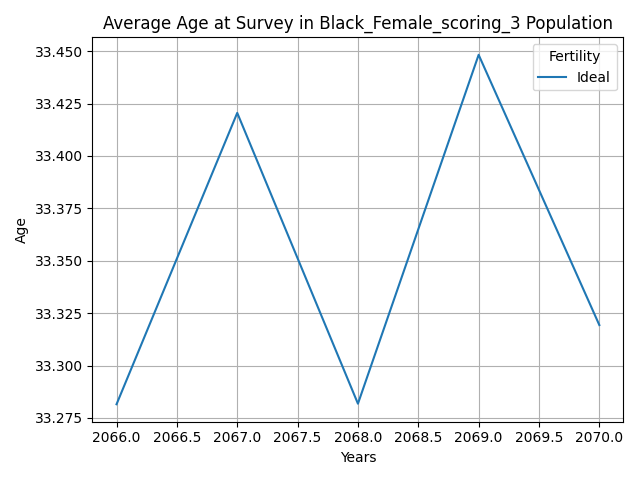 Average Age at Survey in Black_Female_scoring_3 Population
Fertility
Ideal
33.450
33.425
33.400
33.375
33.350
33.325
33.300
33.275
Age
2066.0 2066.5 2067.0 2067.5 2068.0 2068.5 2069.0 2069.5 2070.0
Years